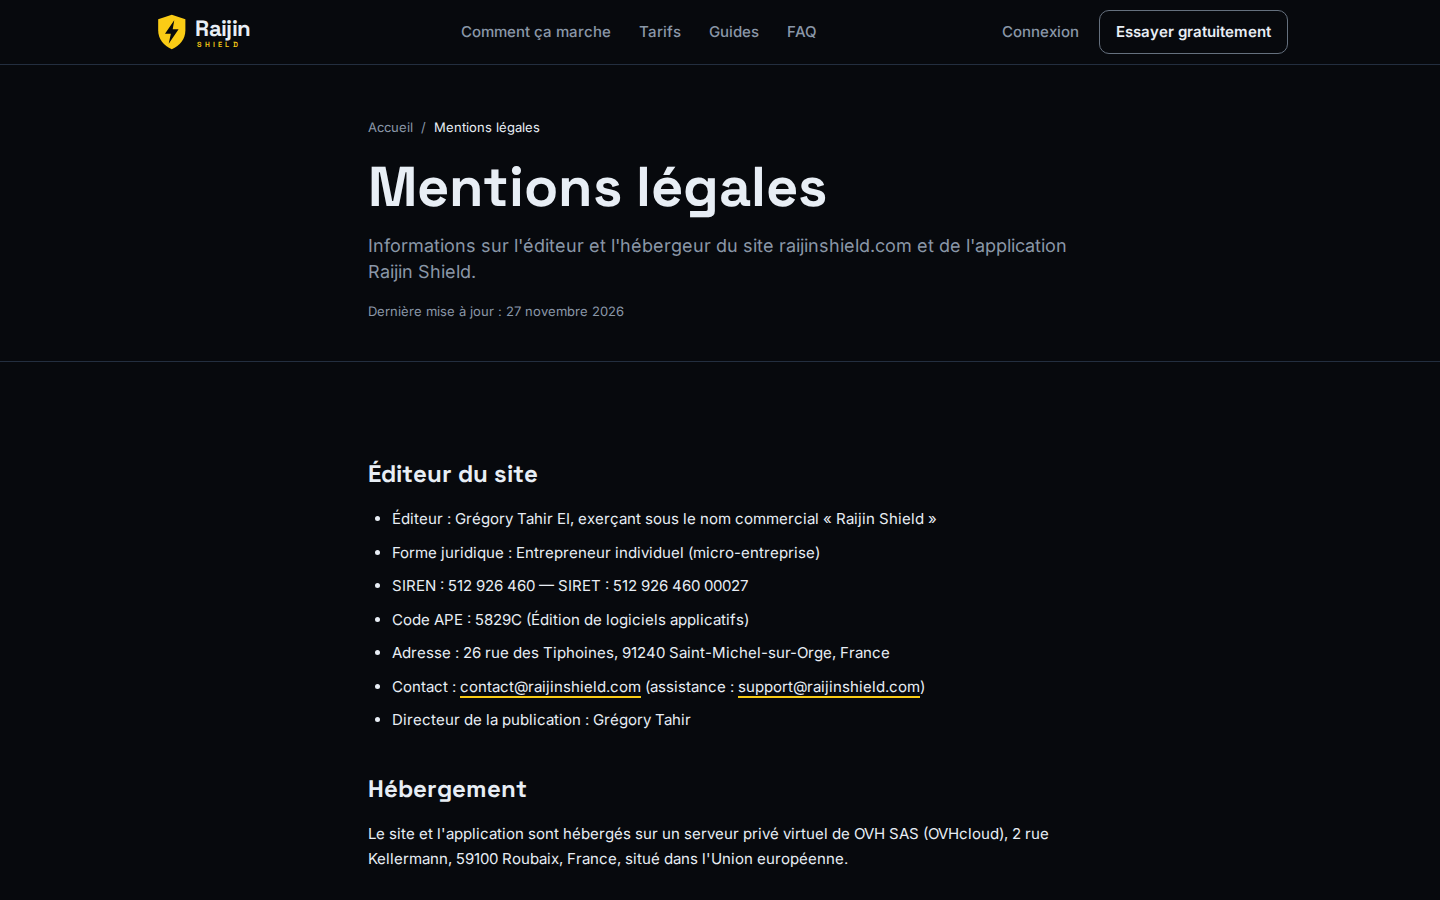 Raijin
SHIELD
Comment ça marche
Tarifs
Guides
FAQ
Connexion
Essayer gratuitement
Accueil / Mentions légales
Mentions légales
Informations sur l'éditeur et l'hébergeur du site raijinshield.com et de l'application
Raijin Shield.
Dernière mise à jour : 27 novembre 2026
Éditeur du site
• Éditeur : Grégory Tahir EI, exerçant sous le nom commercial « Raijin Shield »
• Forme juridique : Entrepreneur individuel (micro-entreprise)
• SIREN : 512 926 460 — SIRET : 512 926 460 00027
• Code APE : 5829C (Édition de logiciels applicatifs)
• Adresse : 26 rue des Tiphoines, 91240 Saint-Michel-sur-Orge, France
• Contact : contact@raijinshield.com (assistance : support@raijinshield.com)
• Directeur de la publication : Grégory Tahir
Hébergement
Le site et l'application sont hébergés sur un serveur privé virtuel de OVH SAS (OVHcloud), 2 rue
Kellermann, 59100 Roubaix, France, situé dans l'Union européenne.